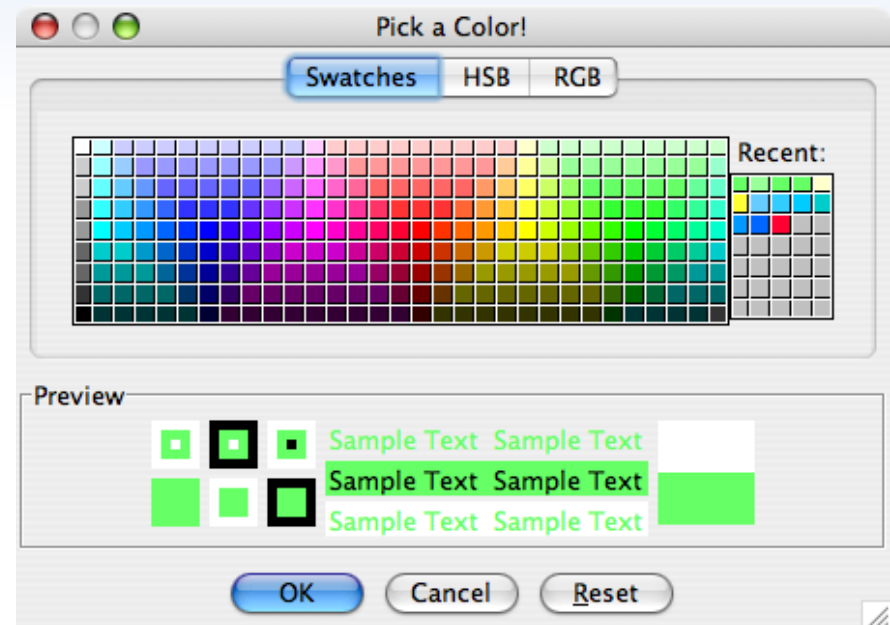 Pick a Color!
Swatches HSB RGB
Recent:
Preview
Sample Text Sample Text
Sample Text Sample Text
Sample Text Sample Text
OK Cancel Reset